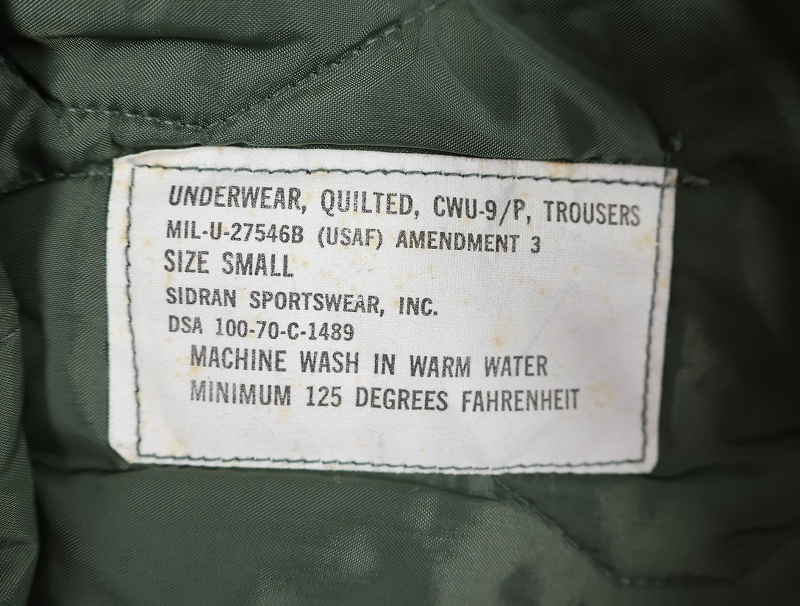 UNDERWEAR, QUILTED, CWU-9/P, TROUSERS
MIL-U-27546B (USAF) AMENDMENT 3
SIZE SMALL
SIDRAN SPORTSWEAR, INC.
DSA 100-70-C-1489
MACHINE WASH IN WARM WATER
MINIMUM 125 DEGREES FAHRENHEIT